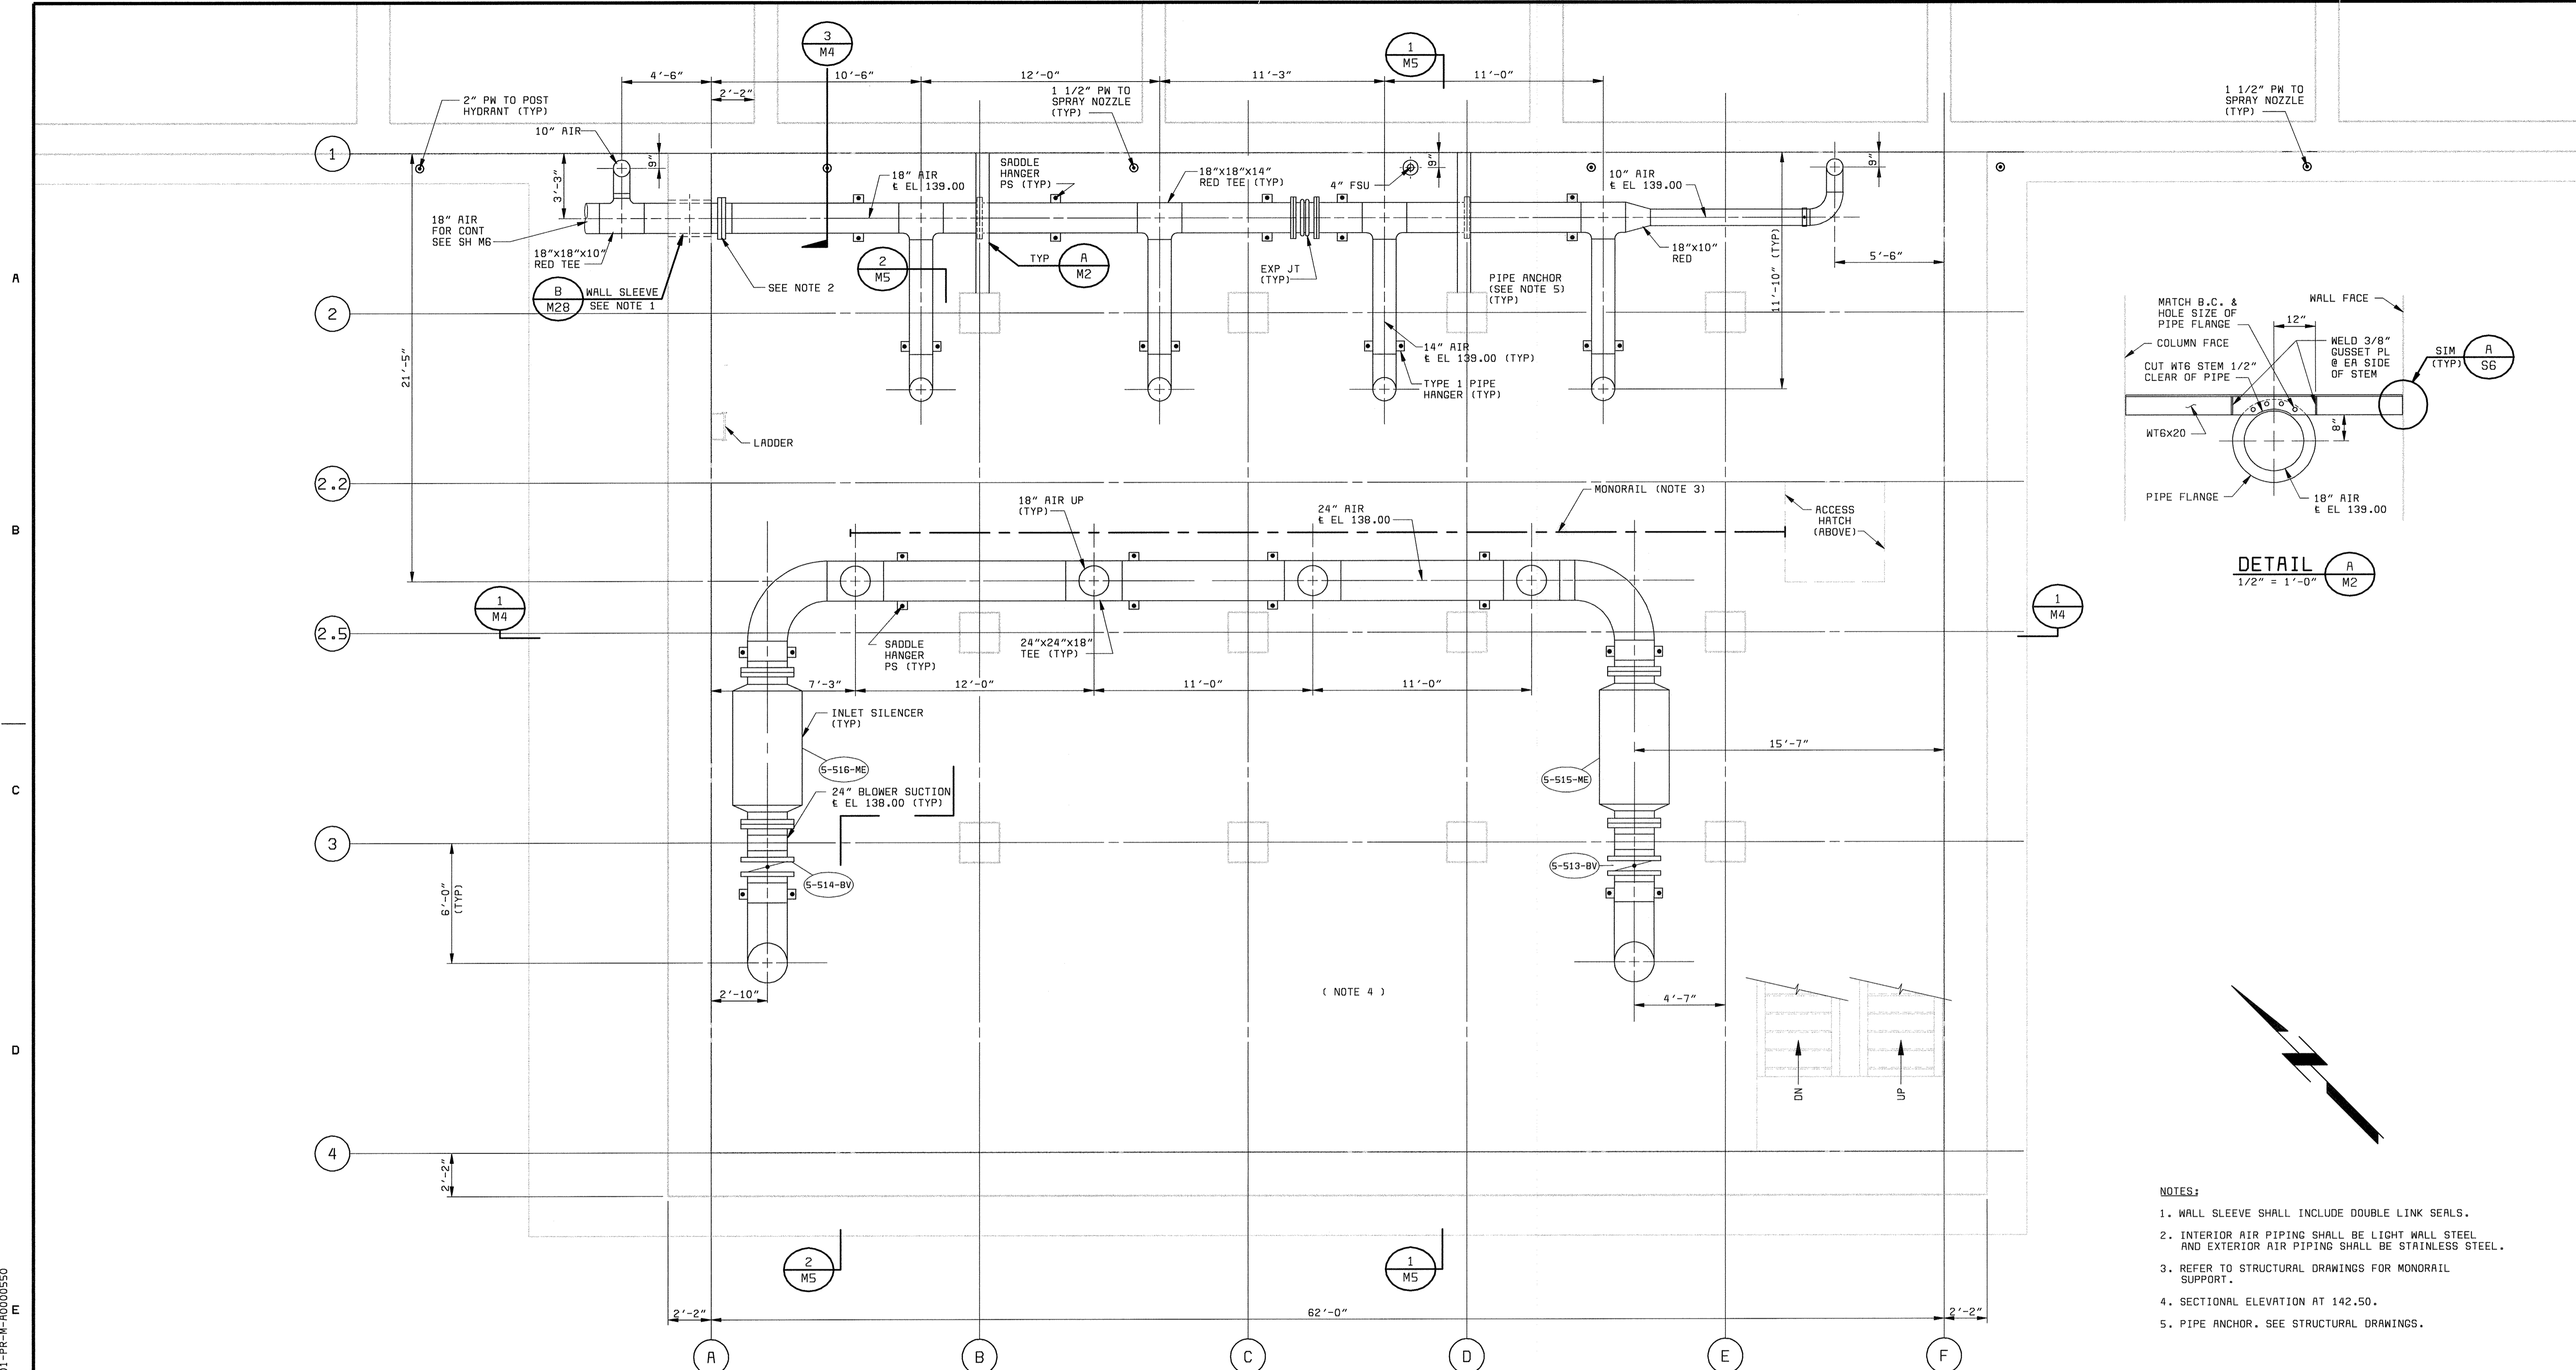 3
M4
1
M5
4'-6"
10'-6"
12'-0"
11'-3"
11'-0"
2'-2"
2" PW TO POST
HYDRANT (TYP)
1 1/2" PW TO
SPRAY NOZZLE
(TYP)
1 1/2" PW TO
SPRAY NOZZLE
(TYP)
10" AIR
1
9"
3'-3"
18" AIR
℄ EL 139.00
SADDLE
HANGER
PS (TYP)
18"x18"x14"
RED TEE (TYP)
4" FSU
9"
10" AIR
℄ EL 139.00
9"
18" AIR
FOR CONT
SEE SH M6
18"x18"x10"
RED TEE
B
M28
WALL SLEEVE
SEE NOTE 1
SEE NOTE 2
2
M5
TYP
A
M2
EXP JT
(TYP)
PIPE ANCHOR
(SEE NOTE 5)
(TYP)
18"x10"
RED
11'-10" (TYP)
5'-6"
A
2
21'-5"
14" AIR
℄ EL 139.00 (TYP)
TYPE 1 PIPE
HANGER (TYP)
LADDER
MATCH B.C. &
HOLE SIZE OF
PIPE FLANGE
WALL FACE
12"
COLUMN FACE
CUT WT6 STEM 1/2"
CLEAR OF PIPE
WELD 3/8"
GUSSET PL
@ EA SIDE
OF STEM
SIM
(TYP)
A
S6
WT6x20
8"
PIPE FLANGE
18" AIR
℄ EL 139.00
DETAIL
1/2" = 1'-0"
A
M2
2.2
B
18" AIR UP
(TYP)
24" AIR
℄ EL 138.00
MONORAIL (NOTE 3)
ACCESS
HATCH
(ABOVE)
1
M4
1
M4
2.5
SADDLE
HANGER
PS (TYP)
24"x24"x18"
TEE (TYP)
7'-3"
12'-0"
11'-0"
11'-0"
INLET SILENCER
(TYP)
5-516-ME
15'-7"
5-515-ME
C
24" BLOWER SUCTION
℄ EL 138.00 (TYP)
3
5-514-BV
5-513-BV
6'-0"
(TYP)
2'-10"
( NOTE 4 )
4'-7"
D
DN
UP
4
2'-2"
2
M5
1
M5
E
2'-2"
62'-0"
2'-2"
A
B
C
D
E
F
NOTES:
1. WALL SLEEVE SHALL INCLUDE DOUBLE LINK SEALS.
2. INTERIOR AIR PIPING SHALL BE LIGHT WALL STEEL
AND EXTERIOR AIR PIPING SHALL BE STAINLESS STEEL.
3. REFER TO STRUCTURAL DRAWINGS FOR MONORAIL
SUPPORT.
4. SECTIONAL ELEVATION AT 142.50.
5. PIPE ANCHOR. SEE STRUCTURAL DRAWINGS.